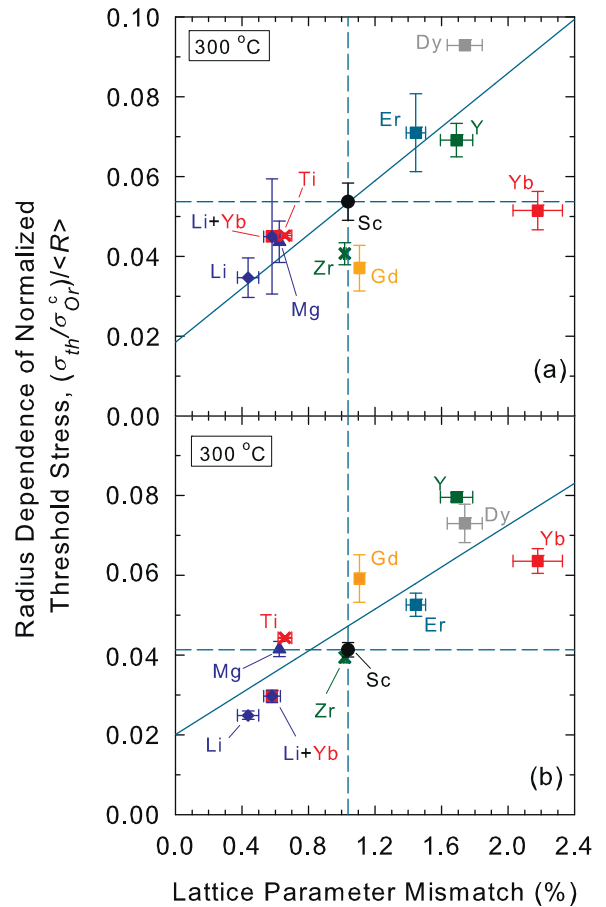 Radius Dependence of Normalized
Threshold Stress, (σth/σcOr)/<R>
0.10
0.08
0.06
0.04
0.02
0.00
300 °C
Dy
Er
Y
Yb
Ti
Li+Yb
Sc
Li
Zr
Gd
Mg
(a)
0.08
0.06
0.04
0.02
0.00
300 °C
Y
Dy
Gd
Yb
Ti
Er
Mg
Sc
Zr
Li
Li+Yb
(b)
0.0 0.4 0.8 1.2 1.6 2.0 2.4
Lattice Parameter Mismatch (%)